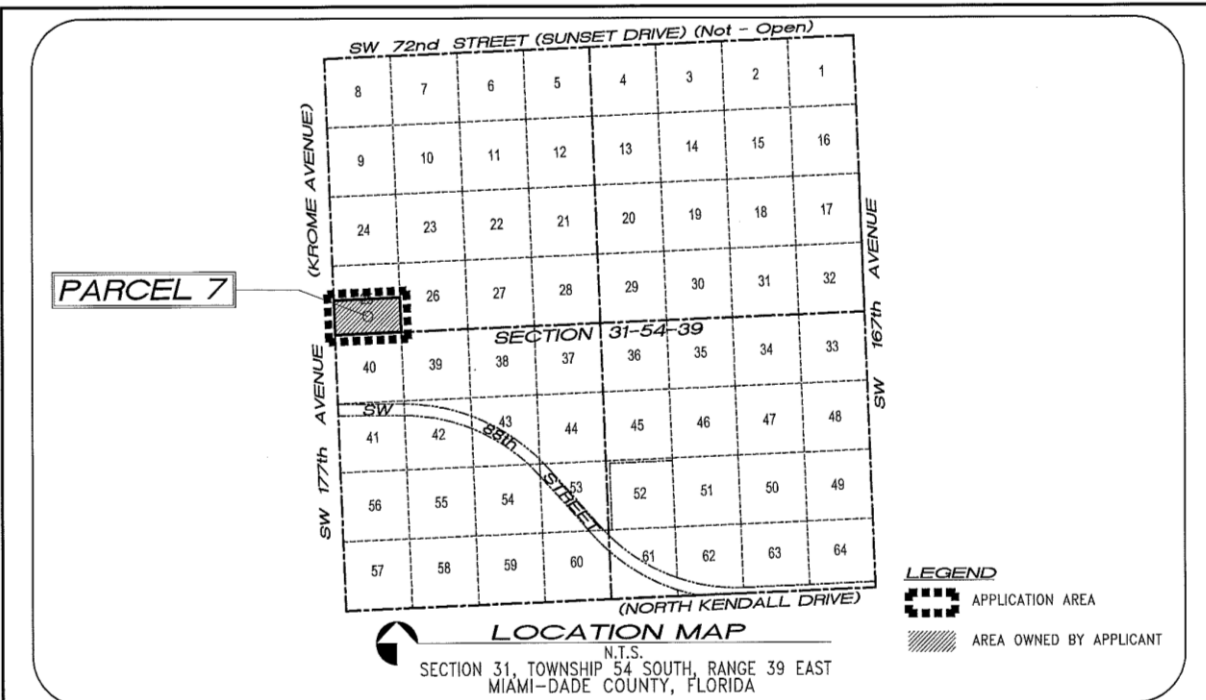 SW 72nd STREET (SUNSET DRIVE) (Not - Open)
8 7 6 5 4 3 2 1
(KROME AVENUE)
9 10 11 12 13 14 15 16
24 23 22 21 20 19 18 17
SW 167th AVENUE
PARCEL 7
25 26 27 28 29 30 31 32
SECTION 31-54-39
40 39 38 37 36 35 34 33
SW 177th AVENUE
SW 88th STREET
41 42 43 44 45 46 47 48
56 55 54 53 52 51 50 49
57 58 59 60 61 62 63 64
(NORTH KENDALL DRIVE)
LEGEND
APPLICATION AREA
AREA OWNED BY APPLICANT
LOCATION MAP
N.T.S.
SECTION 31, TOWNSHIP 54 SOUTH, RANGE 39 EAST
MIAMI-DADE COUNTY, FLORIDA